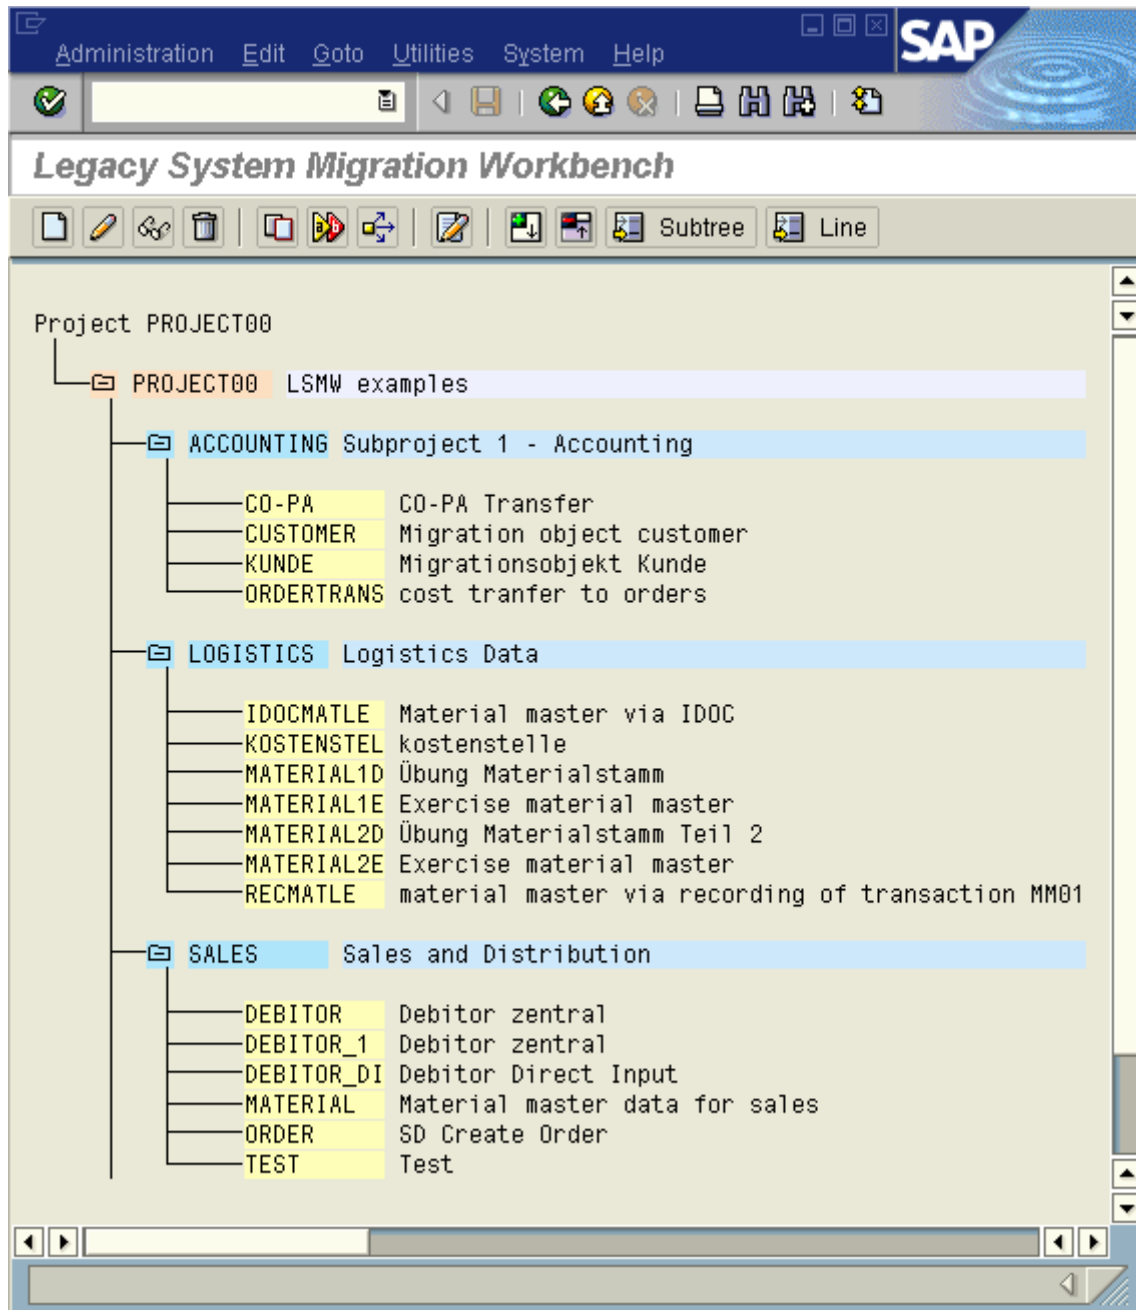 Administration Edit Goto Utilities System Help
SAP
Legacy System Migration Workbench
Subtree Line
Project PROJECT00
PROJECT00 LSMW examples
ACCOUNTING Subproject 1 - Accounting
CO-PA CO-PA Transfer
CUSTOMER Migration object customer
KUNDE Migrationsobjekt Kunde
ORDERTRANS cost tranfer to orders
LOGISTICS Logistics Data
IDOCMATLE Material master via IDOC
KOSTENSTEL kostenstelle
MATERIAL1D Übung Materialstamm
MATERIAL1E Exercise material master
MATERIAL2D Übung Materialstamm Teil 2
MATERIAL2E Exercise material master
RECMATLE material master via recording of transaction MM01
SALES Sales and Distribution
DEBITOR Debitor zentral
DEBITOR_1 Debitor zentral
DEBITOR_DI Debitor Direct Input
MATERIAL Material master data for sales
ORDER SD Create Order
TEST Test